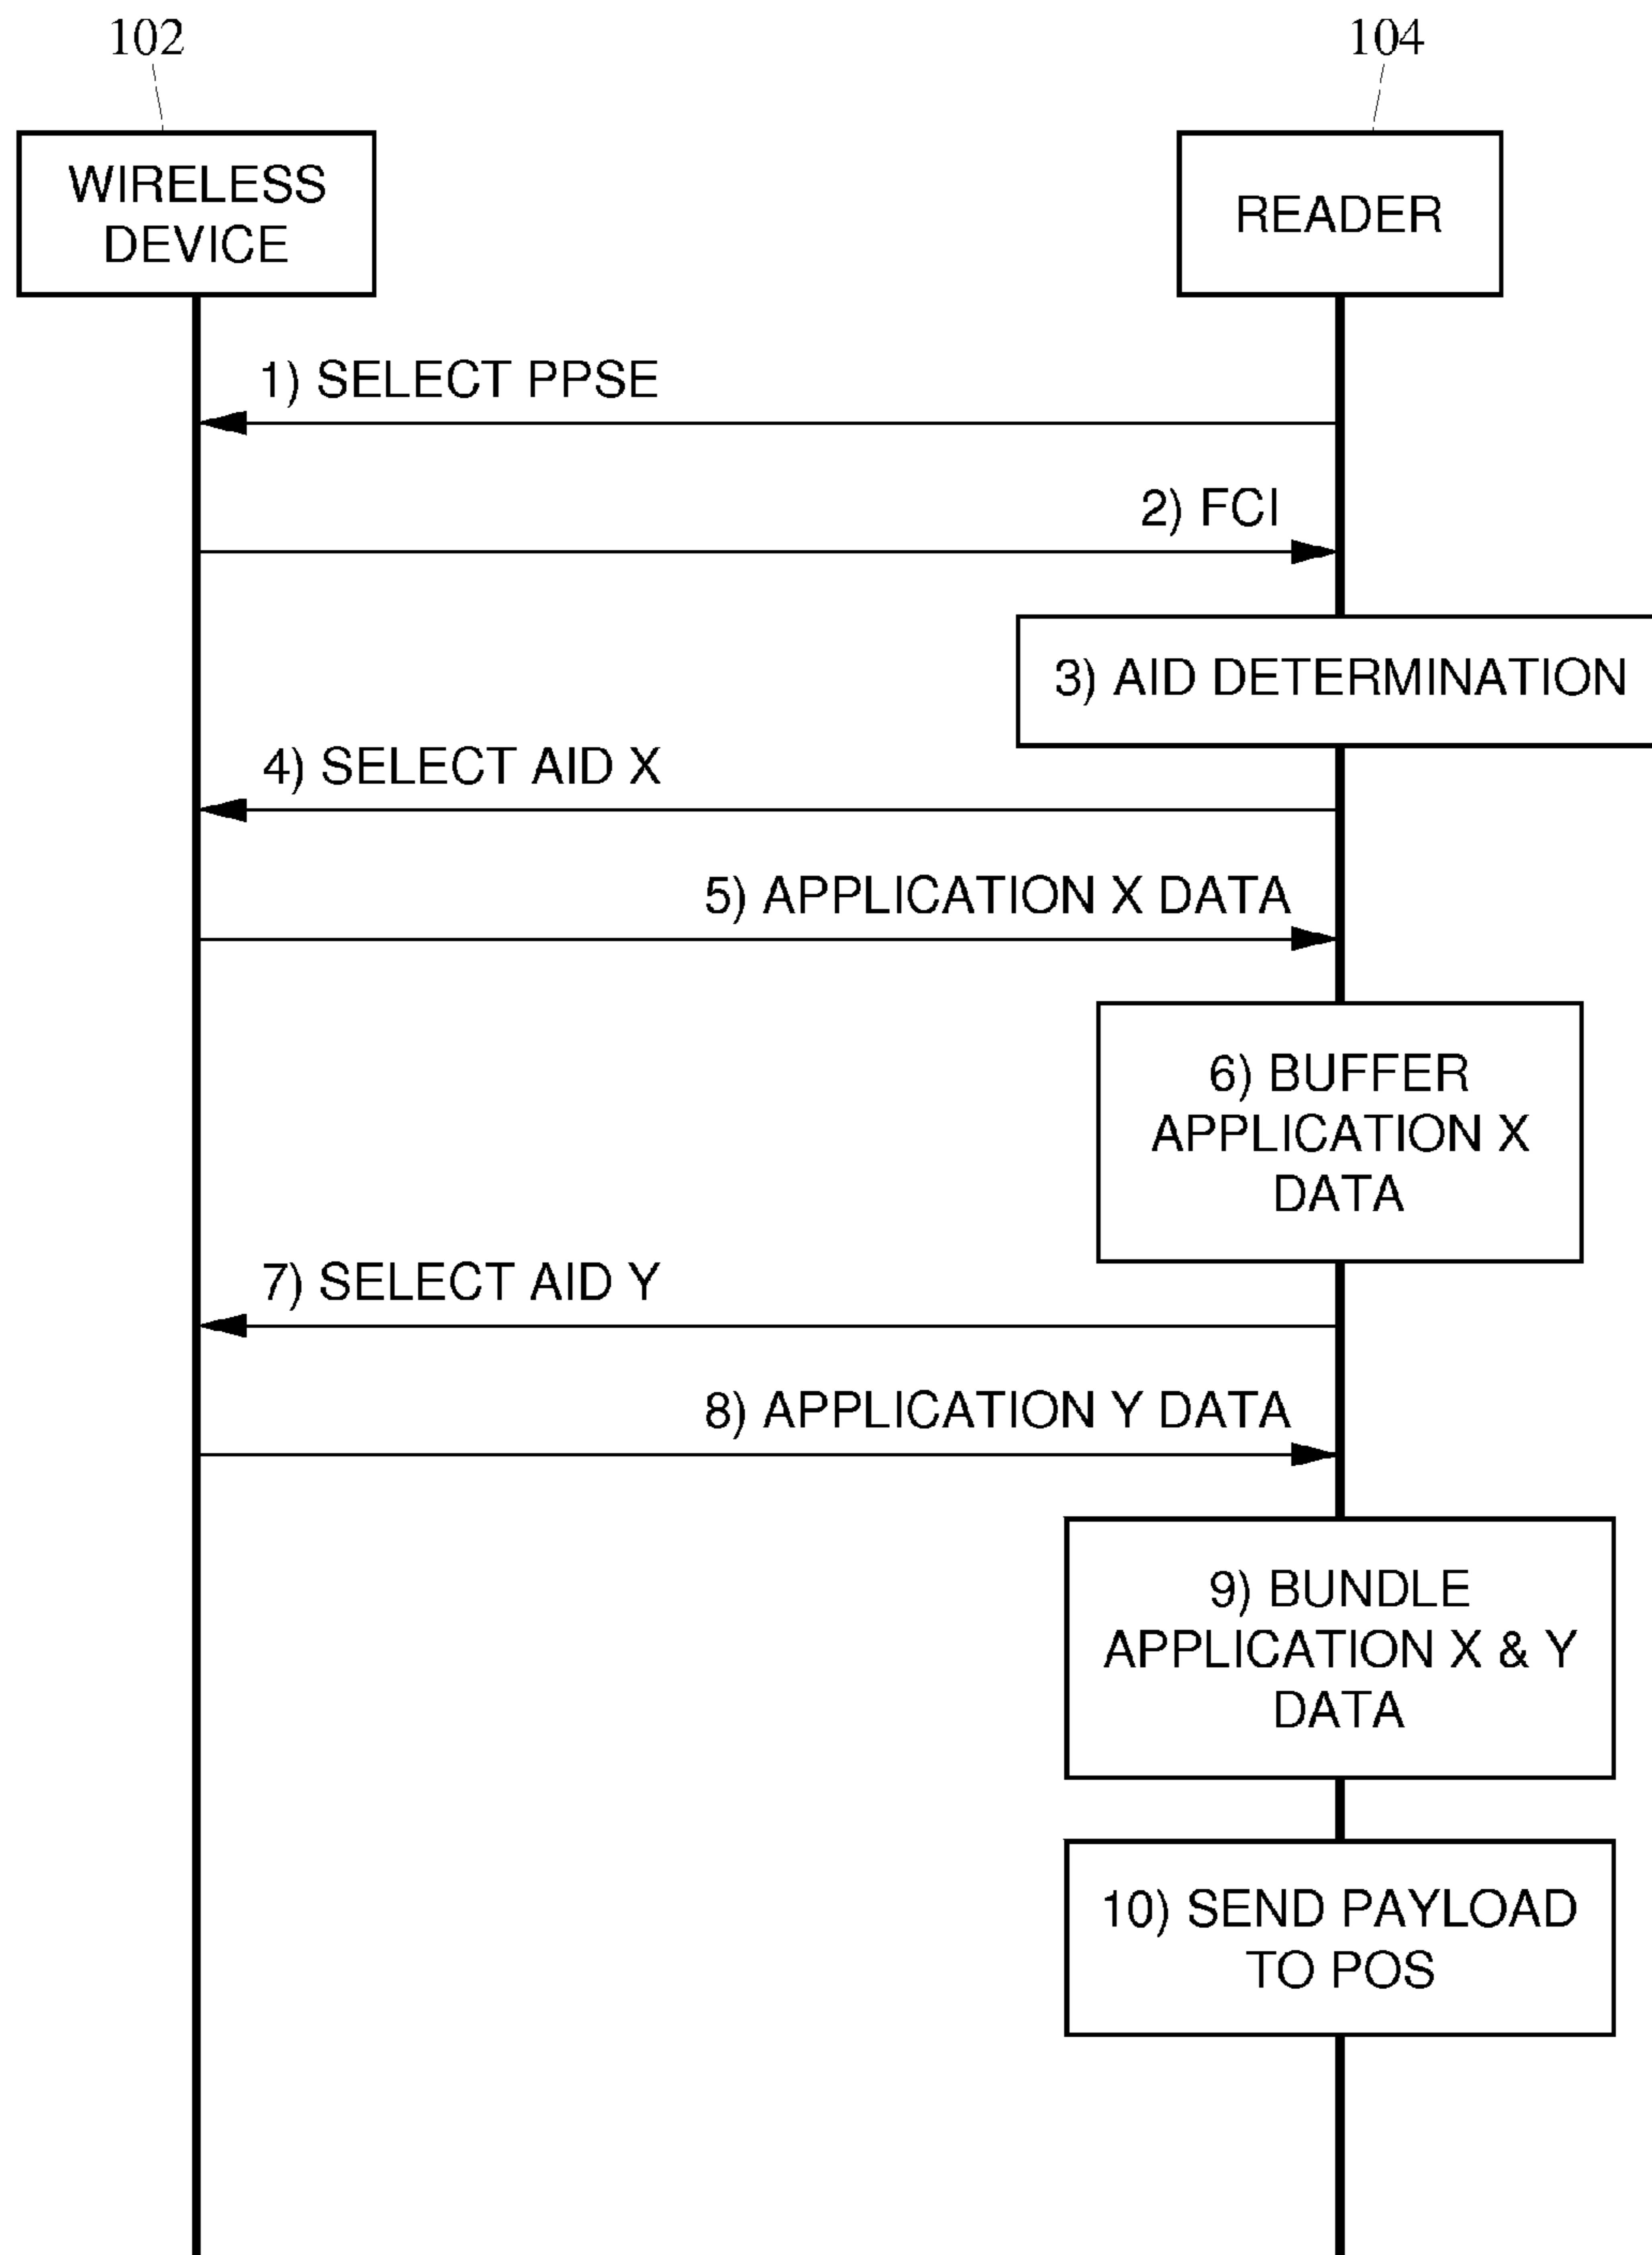 102
104
WIRELESS
DEVICE
READER
1) SELECT PPSE
2) FCI
3) AID DETERMINATION
4) SELECT AID X
5) APPLICATION X DATA
6) BUFFER
APPLICATION X
DATA
7) SELECT AID Y
8) APPLICATION Y DATA
9) BUNDLE
APPLICATION X & Y
DATA
10) SEND PAYLOAD
TO POS